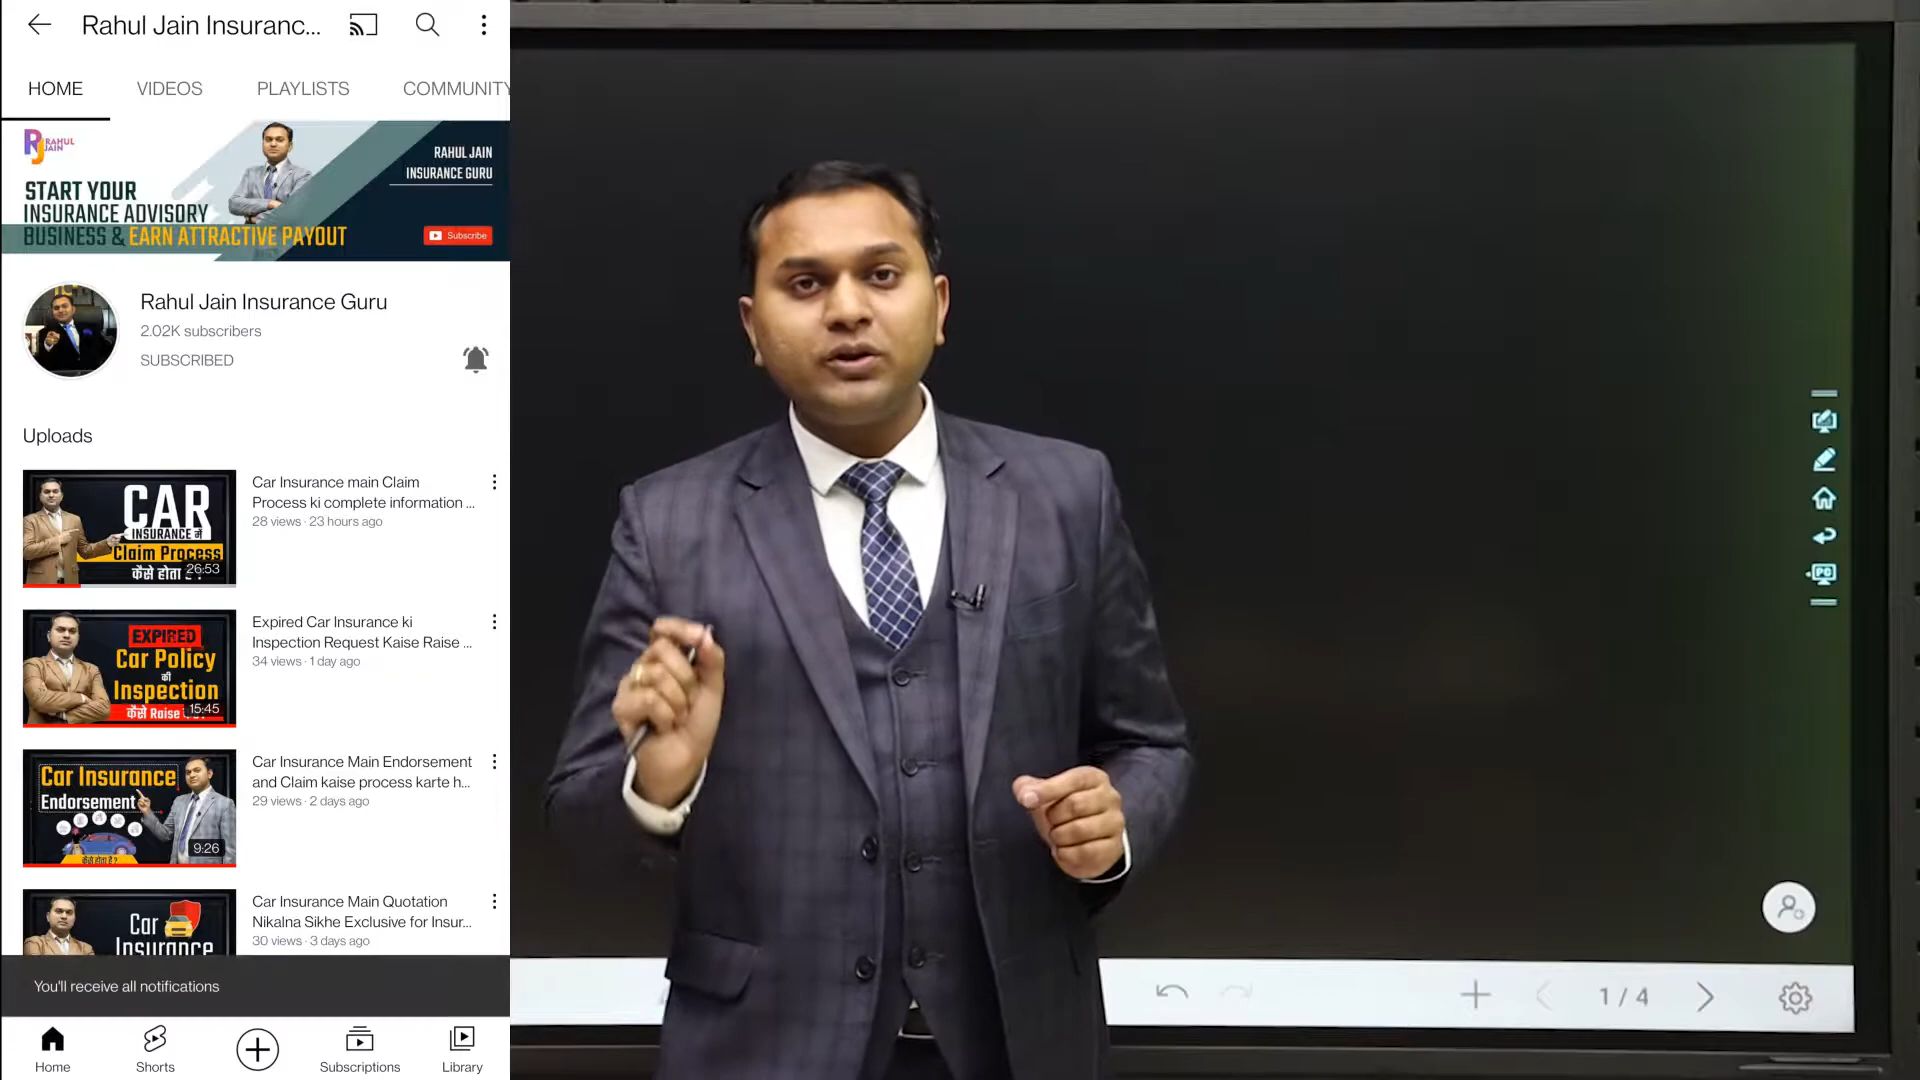 Rahul Jain Insuranc...
HOME VIDEOS PLAYLISTS COMMUNITY
RAHUL
JAIN
START YOUR
INSURANCE ADVISORY
BUSINESS & EARN ATTRACTIVE PAYOUT
RAHUL JAIN
INSURANCE GURU
Subscribe
Rahul Jain Insurance Guru
2.02K subscribers
SUBSCRIBED
Uploads
CAR
INSURANCE में
Claim Process
कैसे होता
26:53
Car Insurance main Claim
Process ki complete information ...
28 views · 23 hours ago
EXPIRED
Car Policy
की
Inspection
कैसे Raise
15:45
Expired Car Insurance ki
Inspection Request Kaise Raise ...
34 views · 1 day ago
Car Insurance
Endorsement
कैसे होता है ?
9:26
Car Insurance Main Endorsement
and Claim kaise process karte h...
29 views · 2 days ago
Car
Insurance
Car Insurance Main Quotation
Nikalna Sikhe Exclusive for Insur...
30 views · 3 days ago
You'll receive all notifications
Home Shorts Subscriptions Library
PC
1 / 4